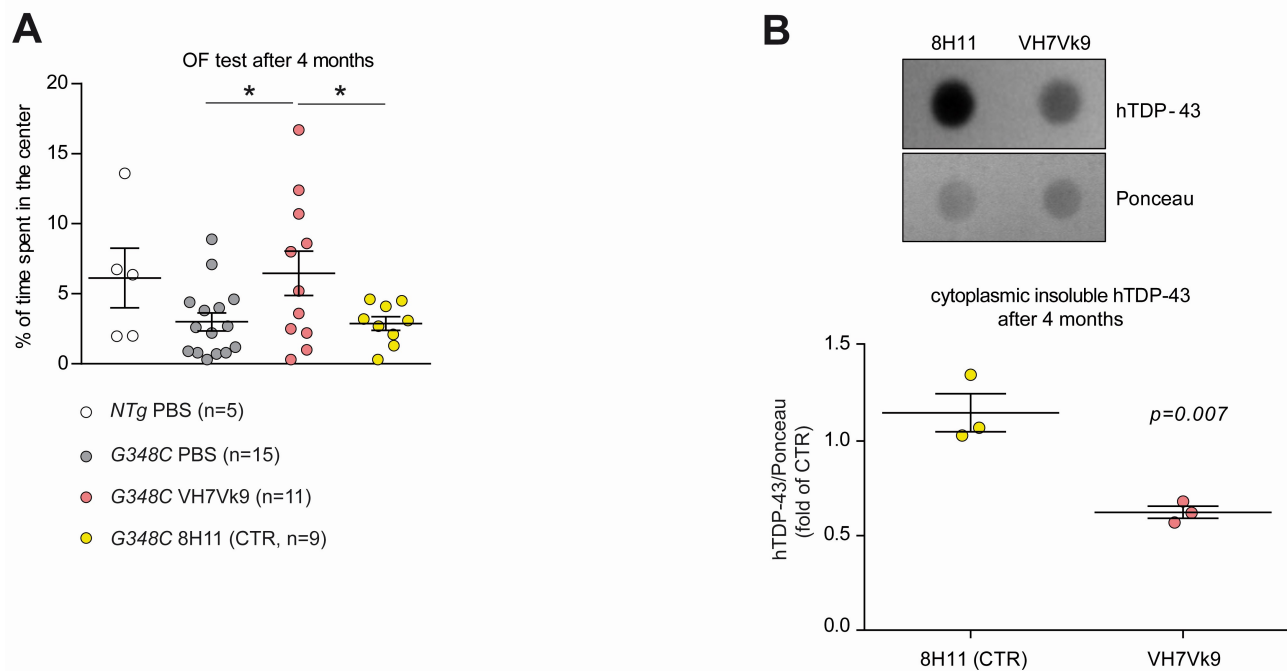 A
OF test after 4 months
% of time spent in the center
20
15
10
5
0
*
*
NTg PBS (n=5)
G348C PBS (n=15)
G348C VH7Vk9 (n=11)
G348C 8H11 (CTR, n=9)
B
8H11 VH7Vk9
hTDP-43
Ponceau
cytoplasmic insoluble hTDP-43
after 4 months
hTDP-43/Ponceau
(fold of CTR)
1.5
1.0
0.5
0.0
p=0.007
8H11 (CTR) VH7Vk9